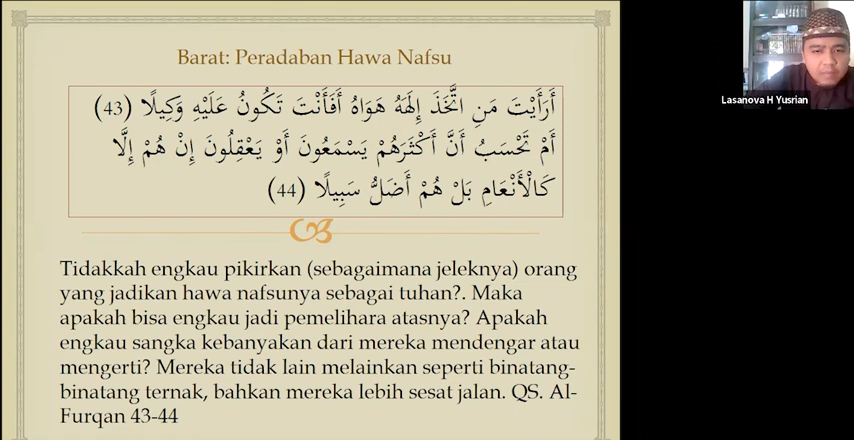 Barat: Peradaban Hawa Nafsu
أَرَأَيْتَ مَنِ اتَّخَذَ إِلَهَهُ هَوَاهُ أَفَأَنْتَ تَكُونُ عَلَيْهِ وَكِيلًا (43)
أَمْ تَحْسَبُ أَنَّ أَكْثَرَهُمْ يَسْمَعُونَ أَوْ يَعْقِلُونَ إِنْ هُمْ إِلَّا
كَالْأَنْعَامِ بَلْ هُمْ أَضَلُّ سَبِيلًا (44)
Tidakkah engkau pikirkan (sebagaimana jeleknya) orang
yang jadikan hawa nafsunya sebagai tuhan?. Maka
apakah bisa engkau jadi pemelihara atasnya? Apakah
engkau sangka kebanyakan dari mereka mendengar atau
mengerti? Mereka tidak lain melainkan seperti binatang-
binatang ternak, bahkan mereka lebih sesat jalan. QS. Al-
Furqan 43-44
Lasanova H Yusrian